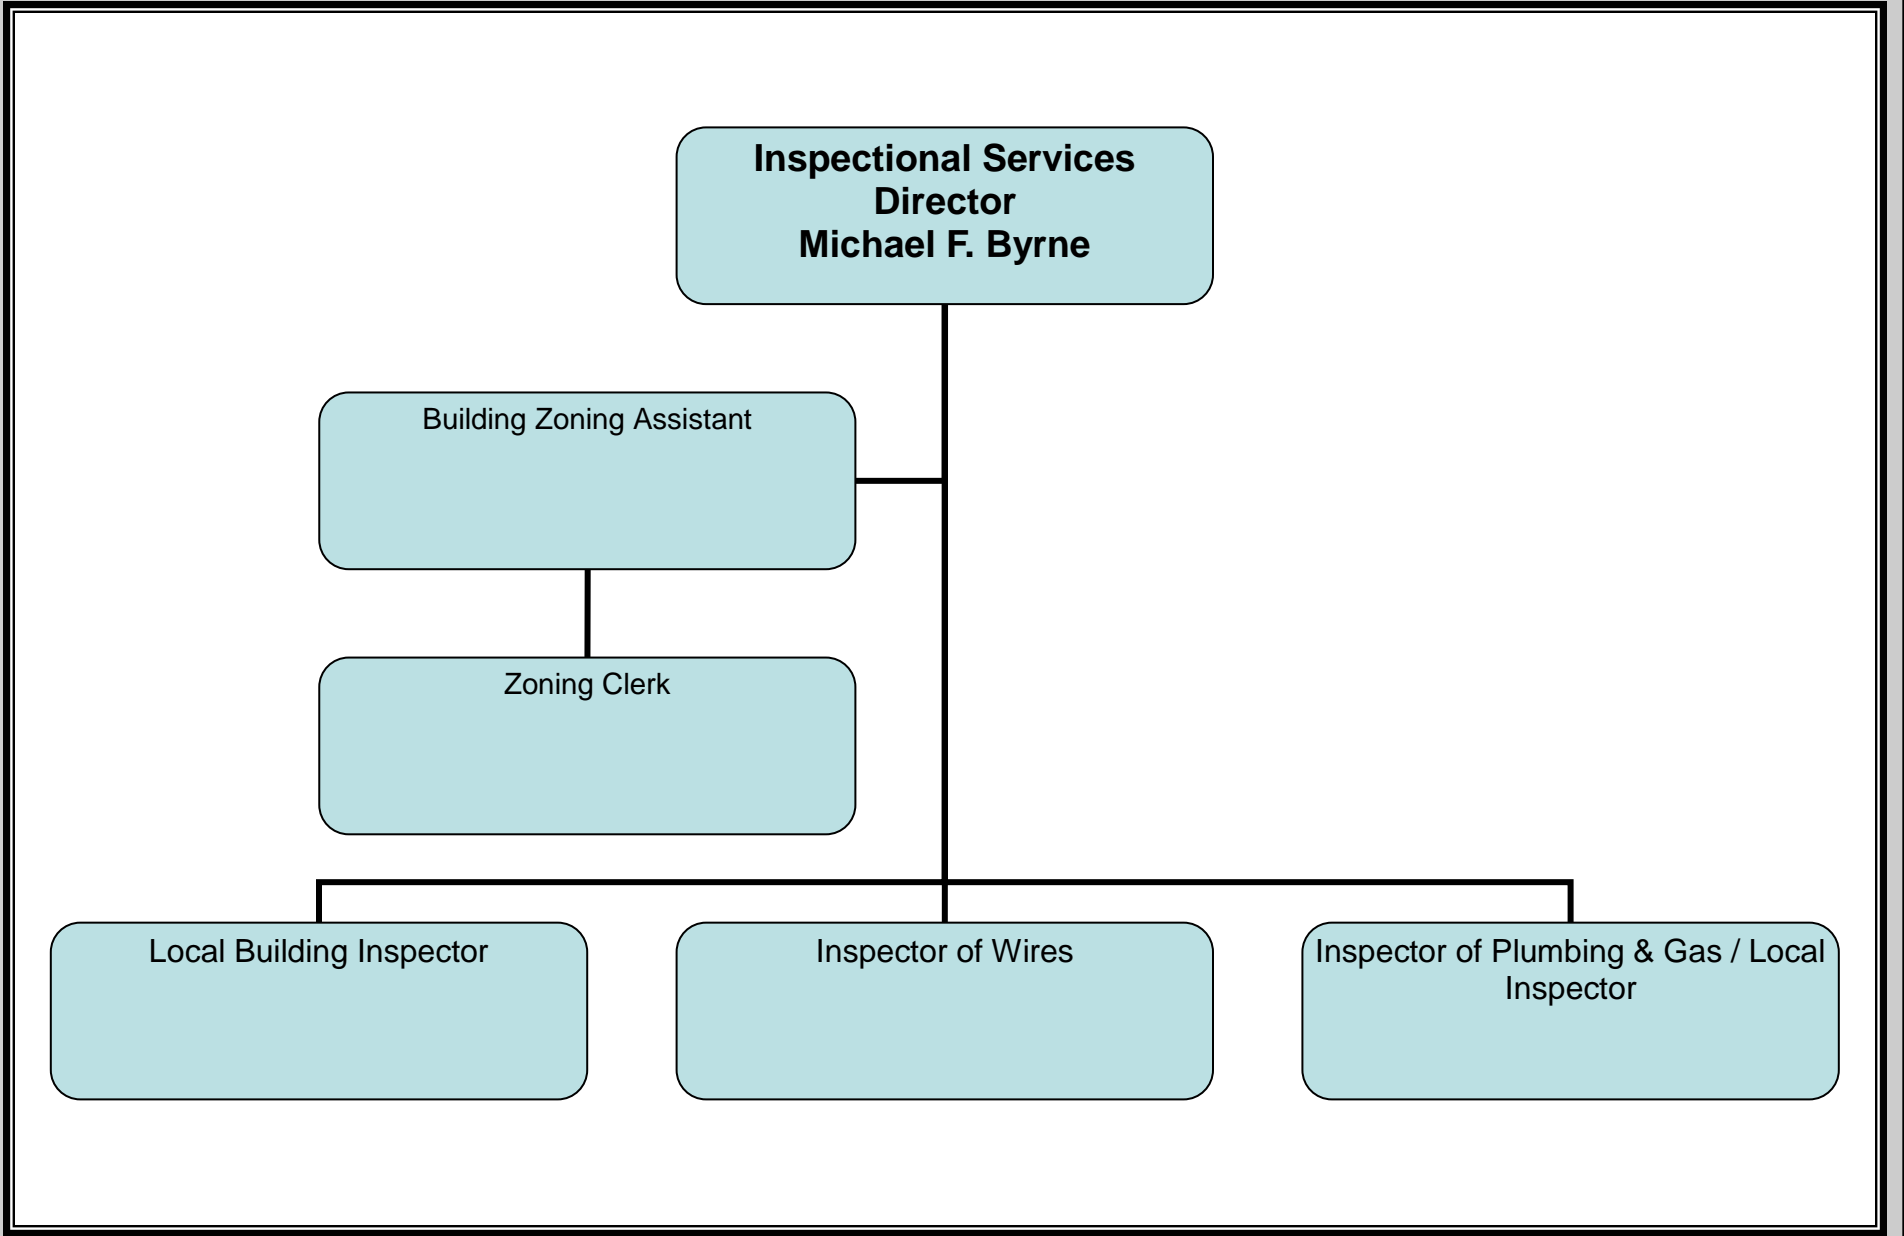 Inspectional Services
Director
Michael F. Byrne
Building Zoning Assistant
Zoning Clerk
Local Building Inspector
Inspector of Wires
Inspector of Plumbing & Gas / Local
Inspector